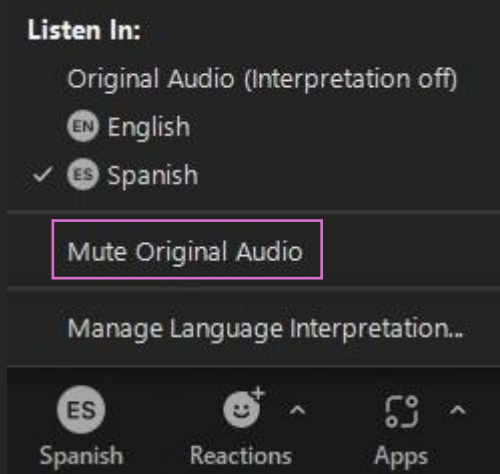 Listen In:
Original Audio (Interpretation off)
EN English
ES Spanish
Mute Original Audio
Manage Language Interpretation...
ES
Spanish Reactions Apps